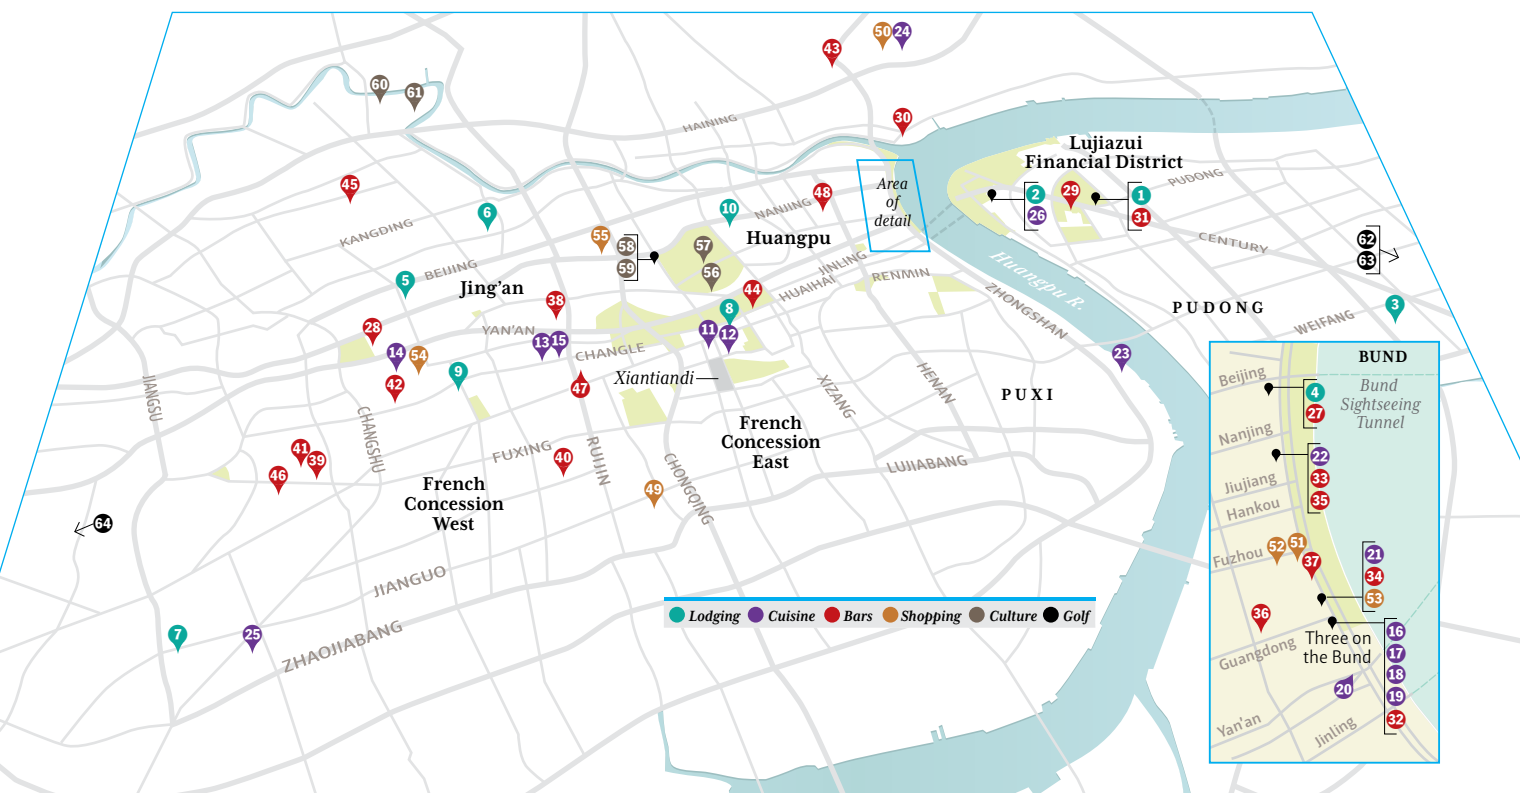 50
24
43
60
61
30
HAINING
Lujiazui
Financial District
PUDONG
45
48
Area
of
detail
2
26
29
1
31
6
10
NANJING
KANGDING
55
58
59
57
56
Huangpu
CENTURY
62
63
BEIJING
JINLING
RENMIN
HUAIHAI
Huangpu R.
ZHONGSHAN
5
Jing’an
38
44
8
PUDONG
3
WEIFANG
28
YAN’AN
11
12
13
15
14
54
CHANGLE
23
9
42
47
Xiantiandi
XIZANG
HENAN
PUXI
JIANGSU
CHANGSHU
French
Concession
East
41
39
46
FUXING
40
RUIJIN
CHONGQING
LUJIABANG
49
French
Concession
West
64
JIANGUO
ZHAOJIABANG
7
25
Lodging
Cuisine
Bars
Shopping
Culture
Golf
BUND
Beijing
4
27
Bund
Sightseeing
Tunnel
Nanjing
22
33
35
Jiujiang
Hankou
Fuzhou
52
51
37
21
34
53
36
Three on
the Bund
16
17
18
19
32
Guangdong
20
Yan’an
Jinling